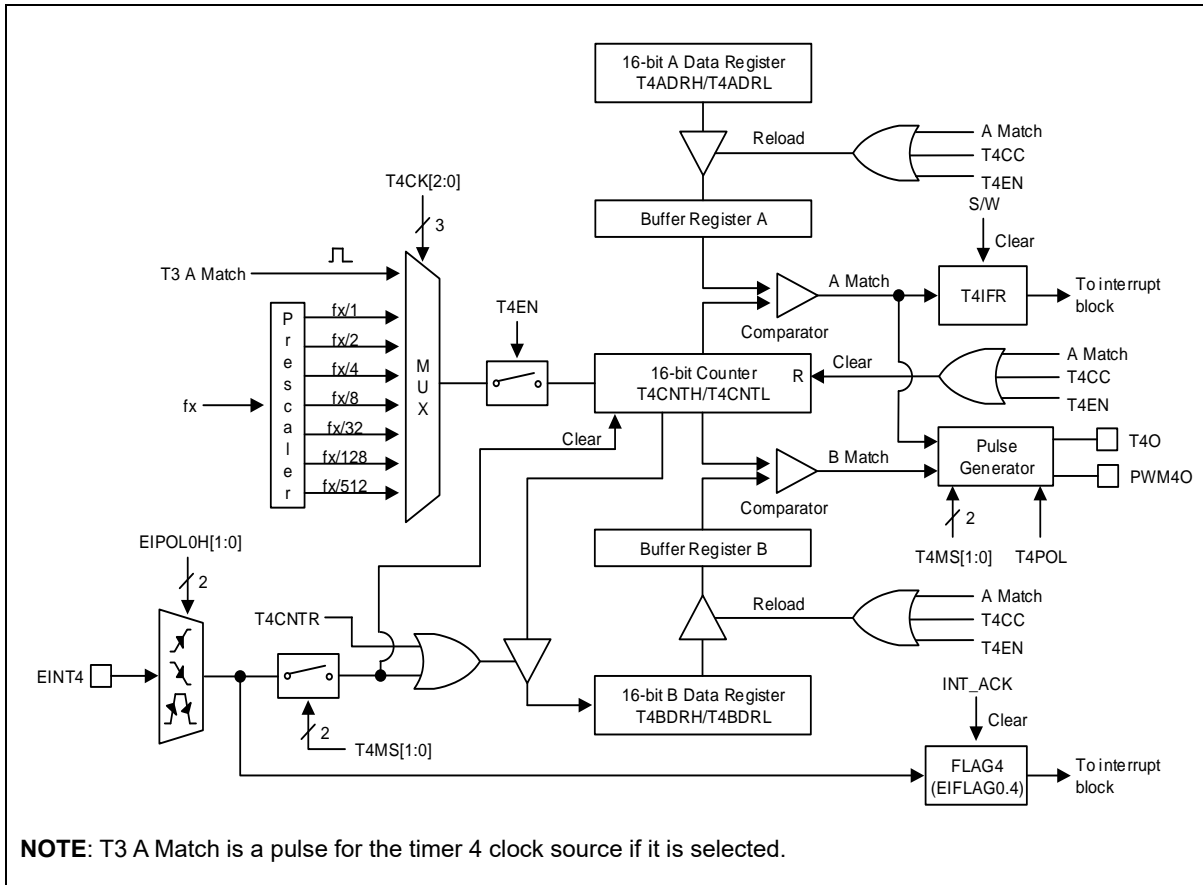 16-bit A Data Register
T4ADRH/T4ADRL
Reload
A Match
T4CC
T4EN
T4CK[2:0]
3
Buffer Register A
S/W
Clear
T3 A Match
A Match
T4IFR
To interrupt
block
Comparator
P
r
e
s
c
a
l
e
r
fx/1
fx/2
fx/4
fx/8
fx/32
fx/128
fx/512
fx
M
U
X
T4EN
16-bit Counter
T4CNTH/T4CNTL
R
Clear
A Match
T4CC
T4EN
Clear
B Match
Comparator
Pulse
Generator
T4O
PWM4O
2
T4MS[1:0]
T4POL
Buffer Register B
EIPOL0H[1:0]
2
Reload
A Match
T4CC
T4EN
T4CNTR
EINT4
2
T4MS[1:0]
16-bit B Data Register
T4BDRH/T4BDRL
INT_ACK
Clear
FLAG4
(EIFLAG0.4)
To interrupt
block
NOTE: T3 A Match is a pulse for the timer 4 clock source if it is selected.